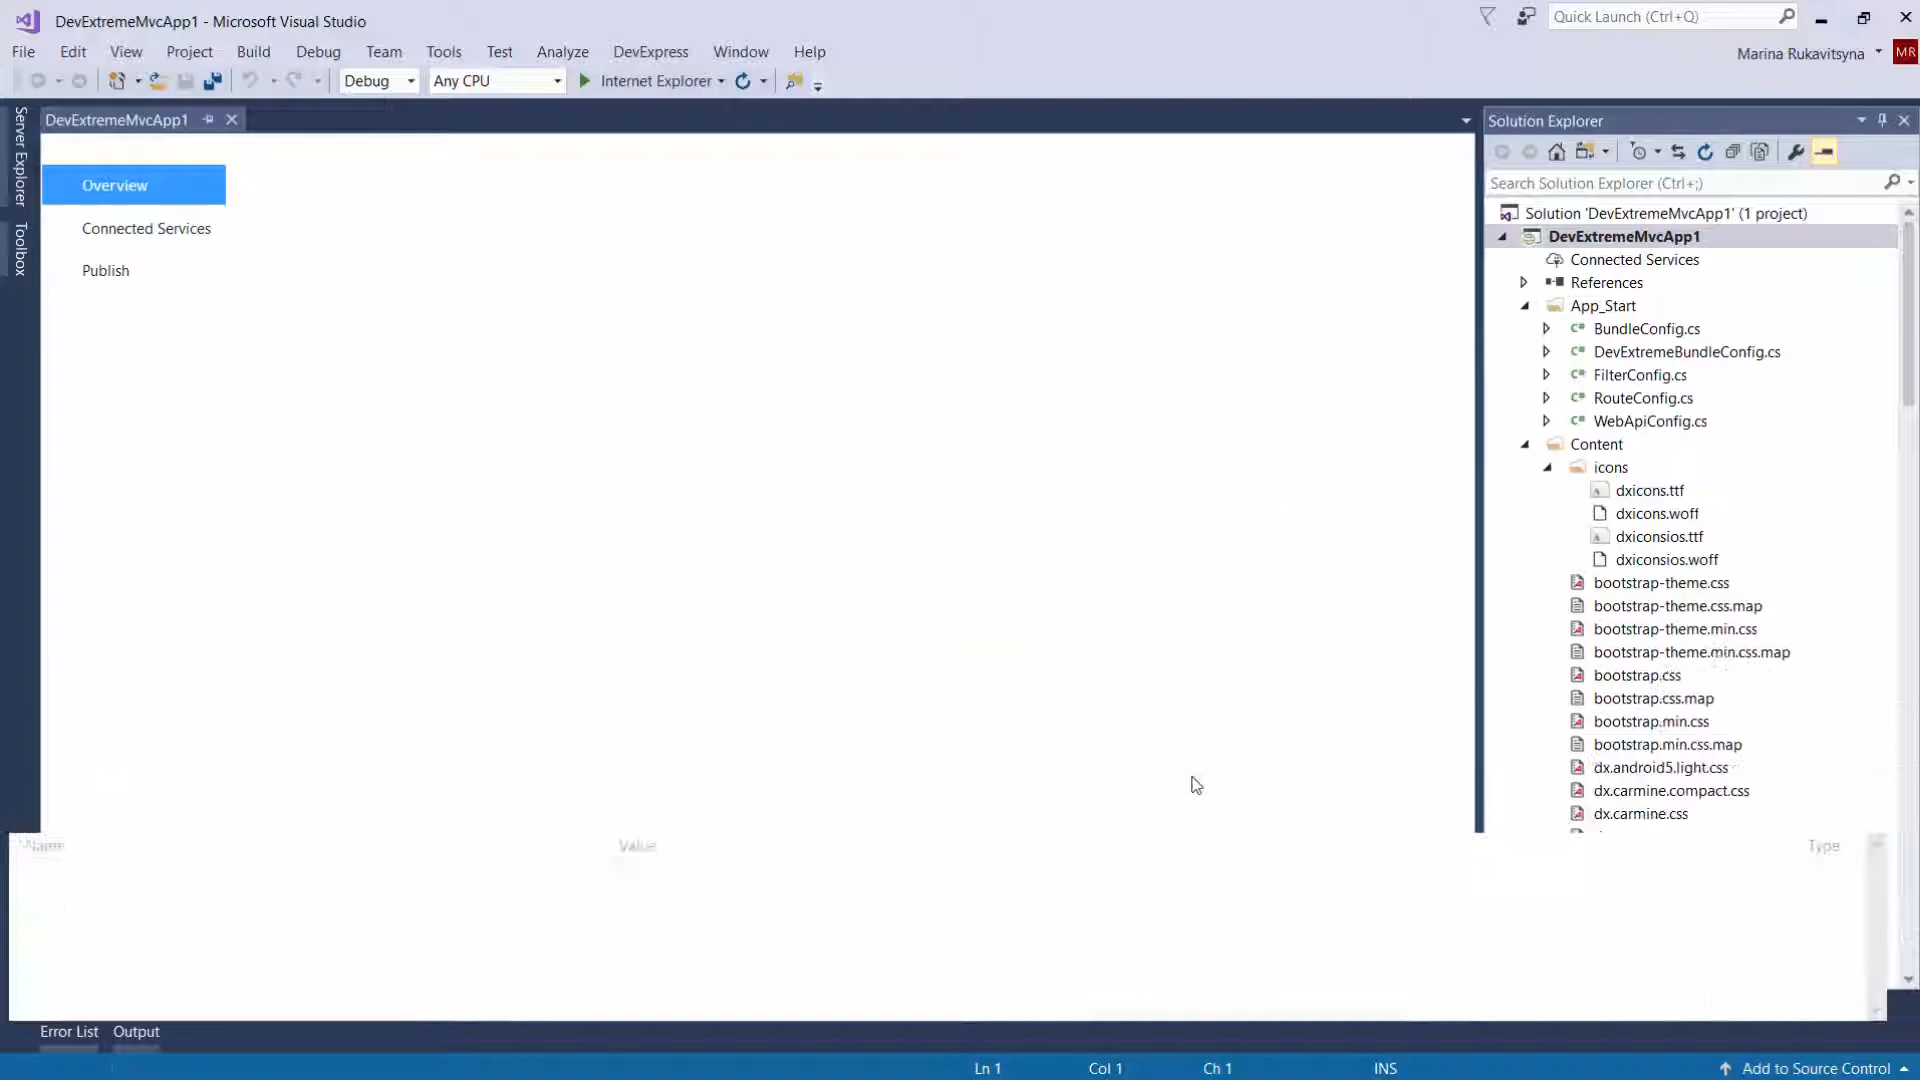 DevExtremeMvcApp1 - Microsoft Visual Studio
Quick Launch (Ctrl+Q)
File Edit View Project Build Debug Team Tools Test Analyze DevExpress Window Help
Marina Rukavitsyna MR
Debug Any CPU Internet Explorer
Server Explorer
Toolbox
DevExtremeMvcApp1
Overview
Connected Services
Publish
Solution Explorer
Search Solution Explorer (Ctrl+;)
Solution 'DevExtremeMvcApp1' (1 project)
DevExtremeMvcApp1
Connected Services
References
App_Start
BundleConfig.cs
DevExtremeBundleConfig.cs
FilterConfig.cs
RouteConfig.cs
WebApiConfig.cs
Content
icons
dxicons.ttf
dxicons.woff
dxiconsios.ttf
dxiconsios.woff
bootstrap-theme.css
bootstrap-theme.css.map
bootstrap-theme.min.css
bootstrap-theme.min.css.map
bootstrap.css
bootstrap.css.map
bootstrap.min.css
bootstrap.min.css.map
dx.android5.light.css
dx.carmine.compact.css
dx.carmine.css
Name Value Type
Error List Output
Ln 1 Col 1 Ch 1 INS Add to Source Control